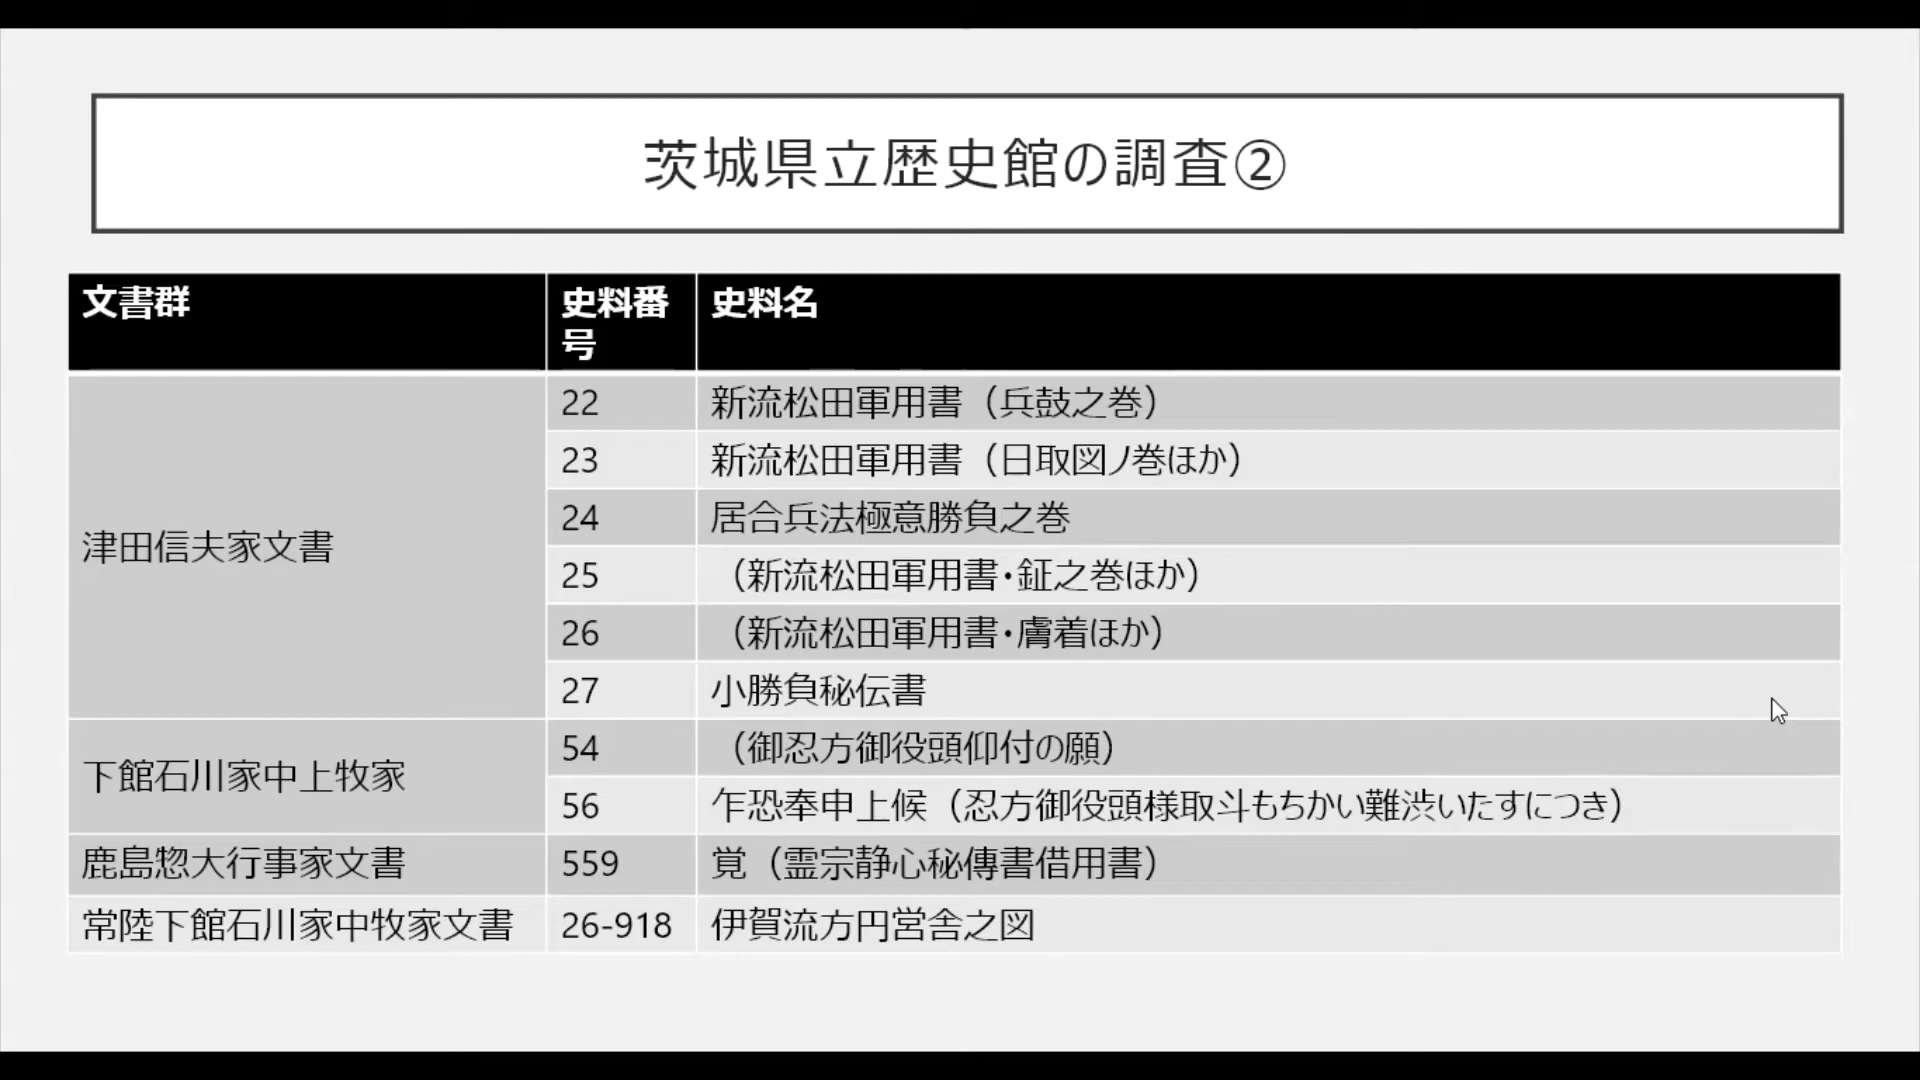 茨城県立歴史館の調査②
文書群 史料番号 史料名
津田信夫家文書
22 新流松田軍用書（兵鼓之巻）
23 新流松田軍用書（日取図ノ巻ほか）
24 居合兵法極意勝負之巻
25 （新流松田軍用書・鉦之巻ほか）
26 （新流松田軍用書・膚着ほか）
27 小勝負秘伝書
下館石川家中上牧家
54 （御忍方御役頭仰付の願）
56 乍恐奉申上候（忍方御役頭様取斗もちかい難渋いたすにつき）
鹿島惣大行事家文書 559 覚（霊宗静心秘傳書借用書）
常陸下館石川家中牧家文書 26-918 伊賀流方円営舎之図